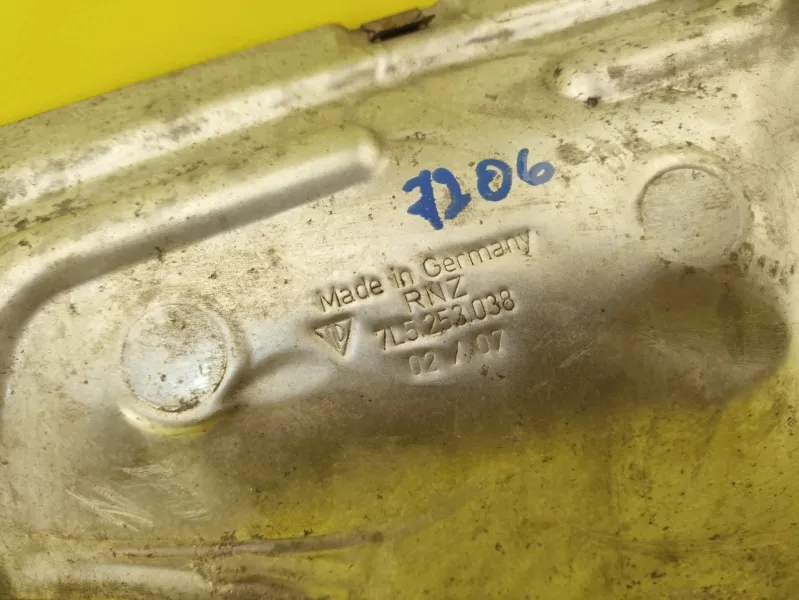 7206
Made in Germany
RNZ
7L5.253.038
02 / 07